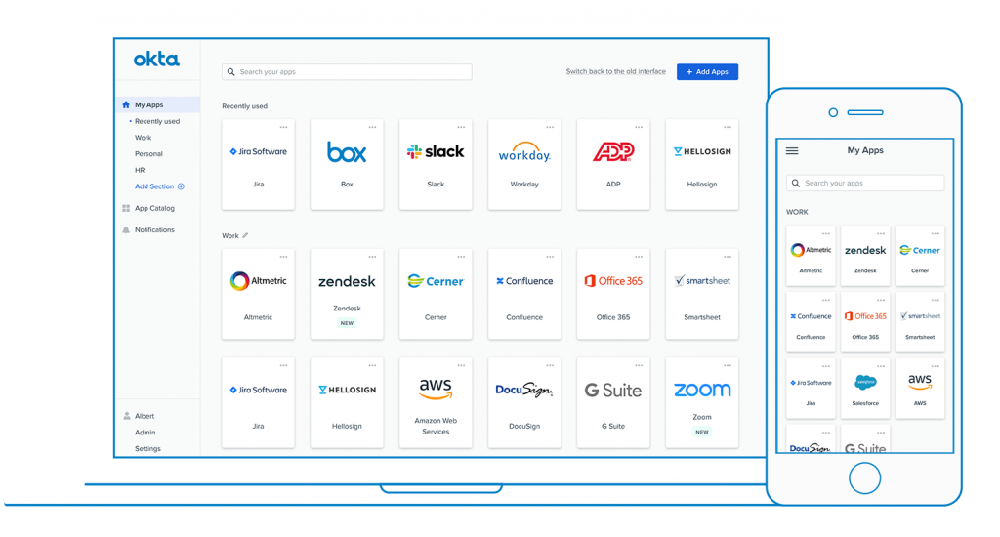 okta
Search your apps
Switch back to the old interface
+ Add Apps
My Apps
Recently used
Work
Personal
HR
Add Section
App Catalog
Notifications
Albert
Admin
Settings
Recently used
Jira Software
Jira
box
Box
slack
Slack
workday.
Workday
ADP
ADP
HELLOSIGN
Hellosign
Work
Altmetric
Altmetric
zendesk
Zendesk
NEW
Cerner
Cerner
Confluence
Confluence
Office 365
Office 365
smartsheet
Smartsheet
Jira Software
Jira
HELLOSIGN
Hellosign
aws
Amazon Web
Services
DocuSign
DocuSign
G Suite
G Suite
zoom
Zoom
NEW
My Apps
Search your apps
WORK
Altmetric
Altmetric
zendesk
Zendesk
Cerner
Cerner
Confluence
Confluence
Office 365
Office 365
smartsheet
Smartsheet
Jira Software
Jira
salesforce
Salesforce
aws
AWS
DocuSign
G Suite